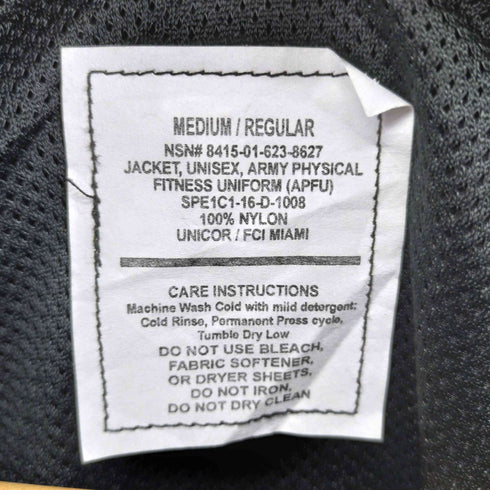 MEDIUM / REGULAR
NSN# 8415-01-623-8627
JACKET, UNISEX, ARMY PHYSICAL
FITNESS UNIFORM (APFU)
SPE1C1-16-D-1008
100% NYLON
UNICOR / FCI MIAMI
CARE INSTRUCTIONS
Machine Wash Cold with mild detergent;
Cold Rinse, Permanent Press cycle,
Tumble Dry Low
DO NOT USE BLEACH,
FABRIC SOFTENER,
OR DRYER SHEETS,
DO NOT IRON,
DO NOT DRY CLEAN